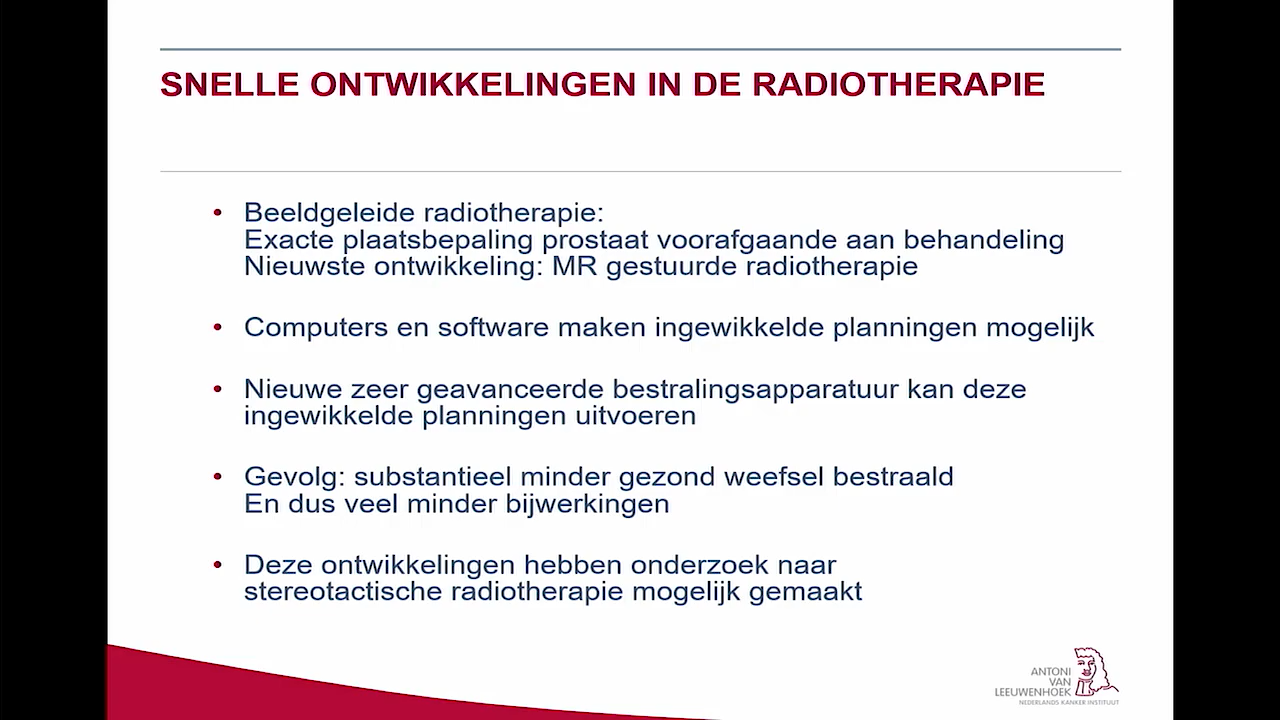 SNELLE ONTWIKKELINGEN IN DE RADIOTHERAPIE
• Beeldgeleide radiotherapie:
Exacte plaatsbepaling prostaat voorafgaande aan behandeling
Nieuwste ontwikkeling: MR gestuurde radiotherapie
• Computers en software maken ingewikkelde planningen mogelijk
• Nieuwe zeer geavanceerde bestralingsapparatuur kan deze
ingewikkelde planningen uitvoeren
• Gevolg: substantieel minder gezond weefsel bestraald
En dus veel minder bijwerkingen
• Deze ontwikkelingen hebben onderzoek naar
stereotactische radiotherapie mogelijk gemaakt
ANTONI
VAN
LEEUWENHOEK
NEDERLANDS KANKER INSTITUUT